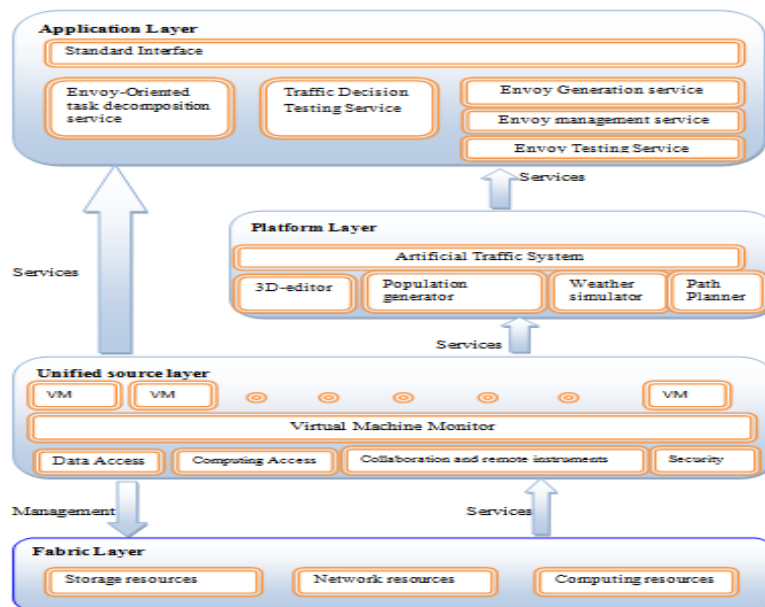 Application Layer
Standard Interface
Envoy-Oriented
task decomposition
service
Traffic Decision
Testing Service
Envoy Generation service
Envoy management service
Envoy Testing Service
Services
Services
Platform Layer
Artificial Traffic System
3D-editor
Population
generator
Weather
simulator
Path
Planner
Services
Unified source layer
VM
VM
VM
Virtual Machine Monitor
Data Access
Computing Access
Collaboration and remote instruments
Security
Management
Services
Fabric Layer
Storage resources
Network resources
Computing resources